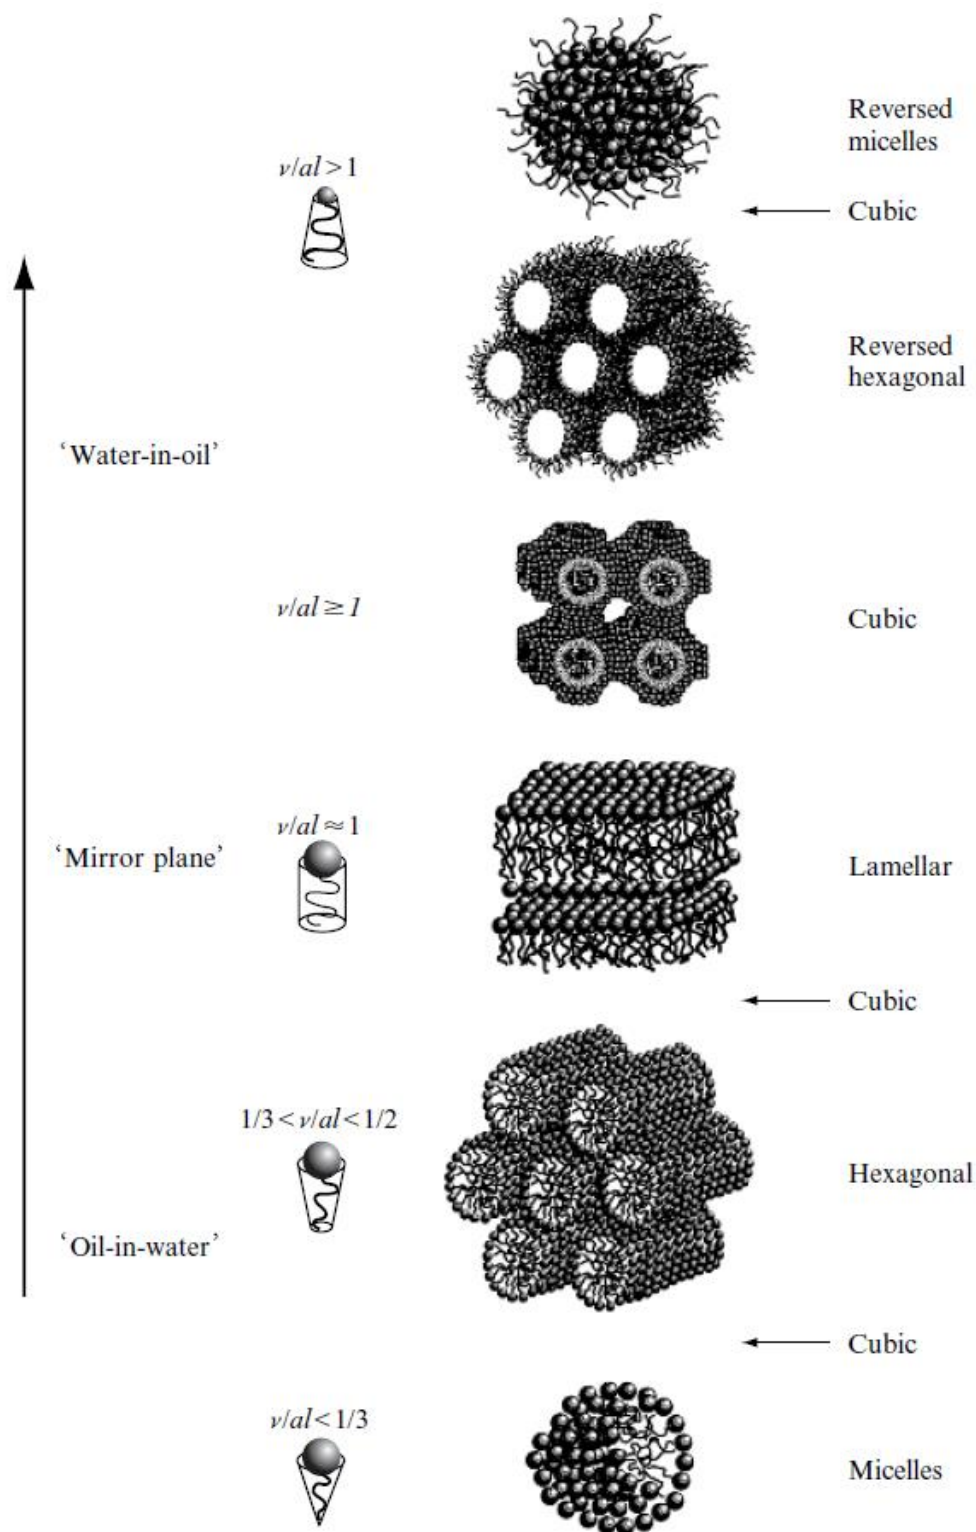 Reversed
micelles
ν/al > 1
Cubic
Reversed
hexagonal
‘Water-in-oil’
ν/al ≥ 1
Cubic
ν/al ≈ 1
‘Mirror plane’
Lamellar
Cubic
1/3 < ν/al < 1/2
Hexagonal
‘Oil-in-water’
Cubic
ν/al < 1/3
Micelles